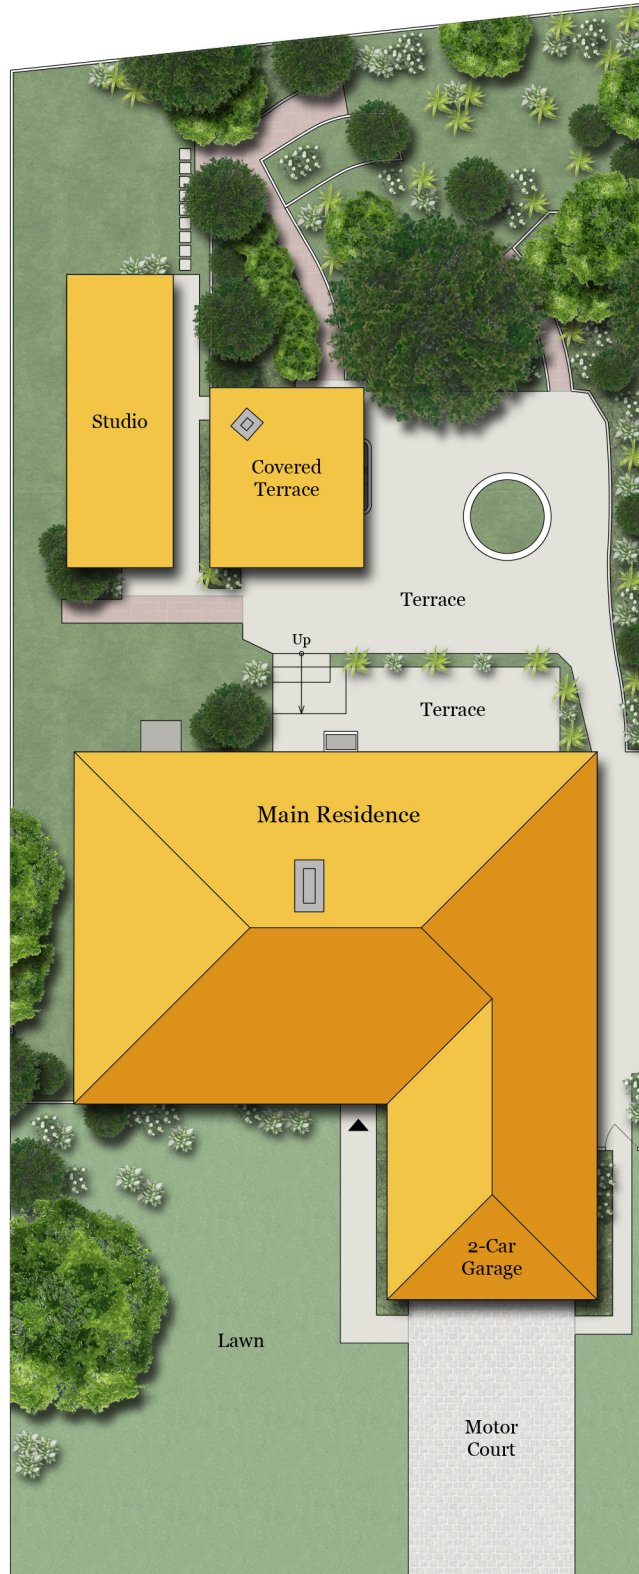 Studio
Covered
Terrace
Terrace
Up
Terrace
Main Residence
2-Car
Garage
Lawn
Motor
Court